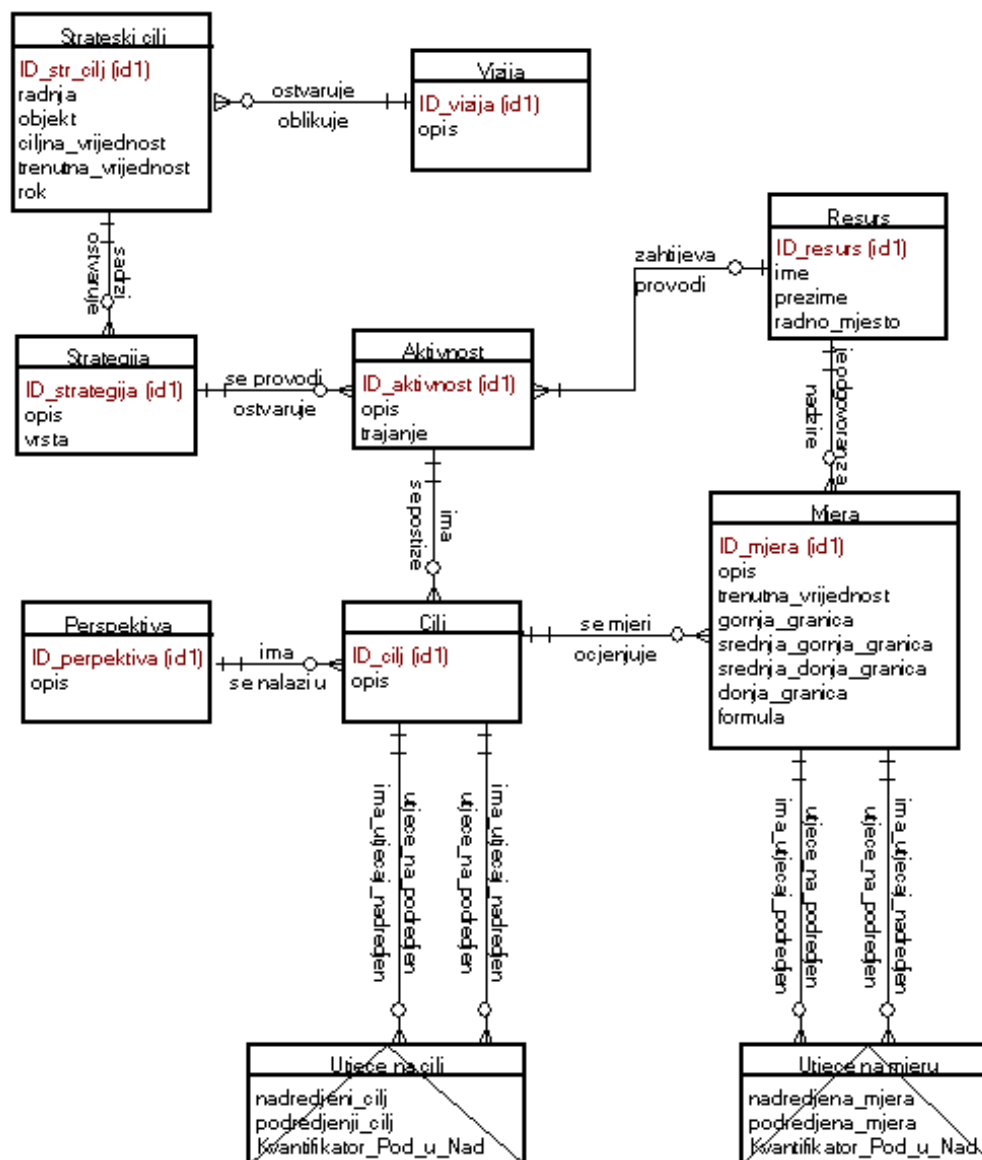 Strateski cilj
ID_str_cilj (id1)
radnja
objekt
ciljna_vrijednost
trenutna_vrijednost
rok
ostvaruje
oblikuje
Vizija
ID_vizija (id1)
opis
sadrzi
ostvaruje
Resurs
ID_resurs (id1)
ime
prezime
radno_mjesto
zahtijeva
provodi
Strategija
ID_strategija (id1)
opis
vrsta
se provodi
ostvaruje
Aktivnost
ID_aktivnost (id1)
opis
trajanje
je odgovoran za
nadzire
ima
se postize
Mjera
ID_mjera (id1)
opis
trenutna_vrijednost
gornja_granica
srednja_gornja_granica
srednja_donja_granica
donja_granica
formula
Perspektiva
ID_perpektiva (id1)
opis
ima
se nalazi u
Cilj
ID_cilj (id1)
opis
se mjeri
ocjenjuje
utjece_na_podredjen
ima_utjecaj_nadredjen
ima_utjecaj_nadredjen
utjece_na_podredjen
utjece_na_podredjen
ima_utjecaj_podredjen
ima_utjecaj_nadredjen
utjece_na_podredjen
Utjece na cilj
nadredjeni_cilj
podredjenji_cilj
Kvantifikator_Pod_u_Nad
Utjece na mjeru
nadredjena_mjera
podredjena_mjera
Kvantifikator_Pod_u_Nad